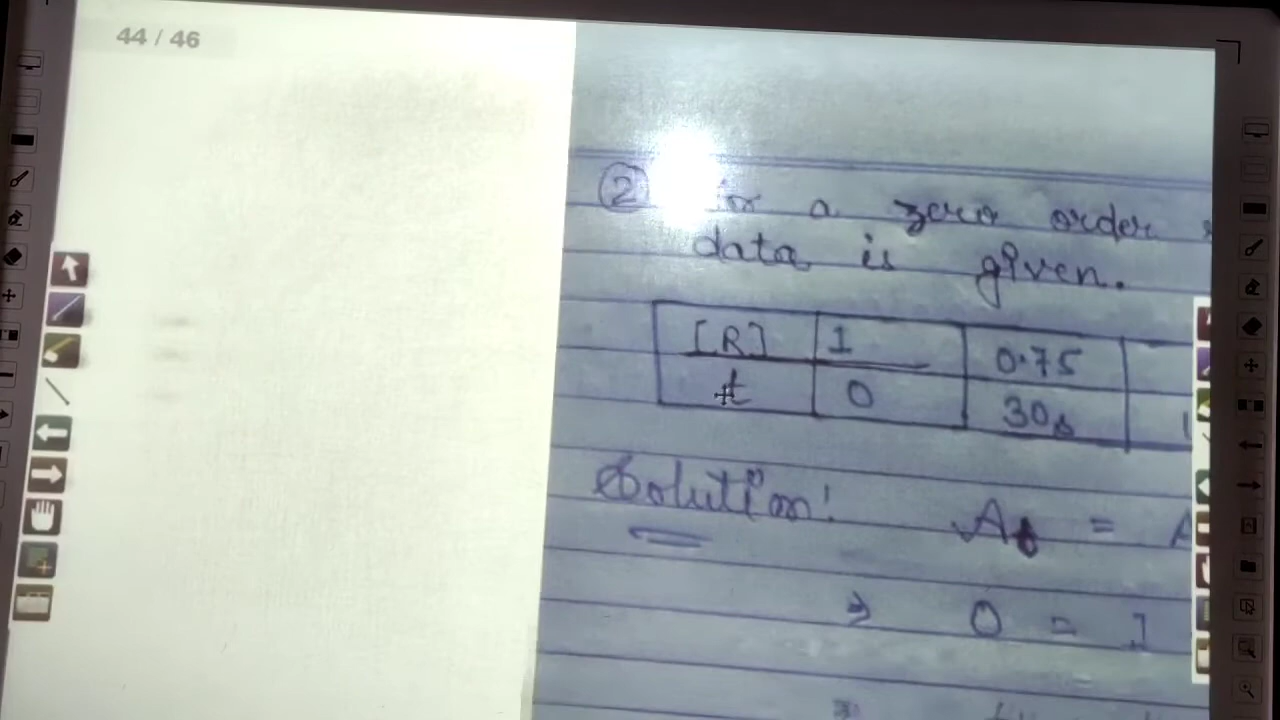 44 / 46
② a zero order
data is given.
[R] 1 0.75
t 0 30s
Solution: At =
⇒ 0 = 1